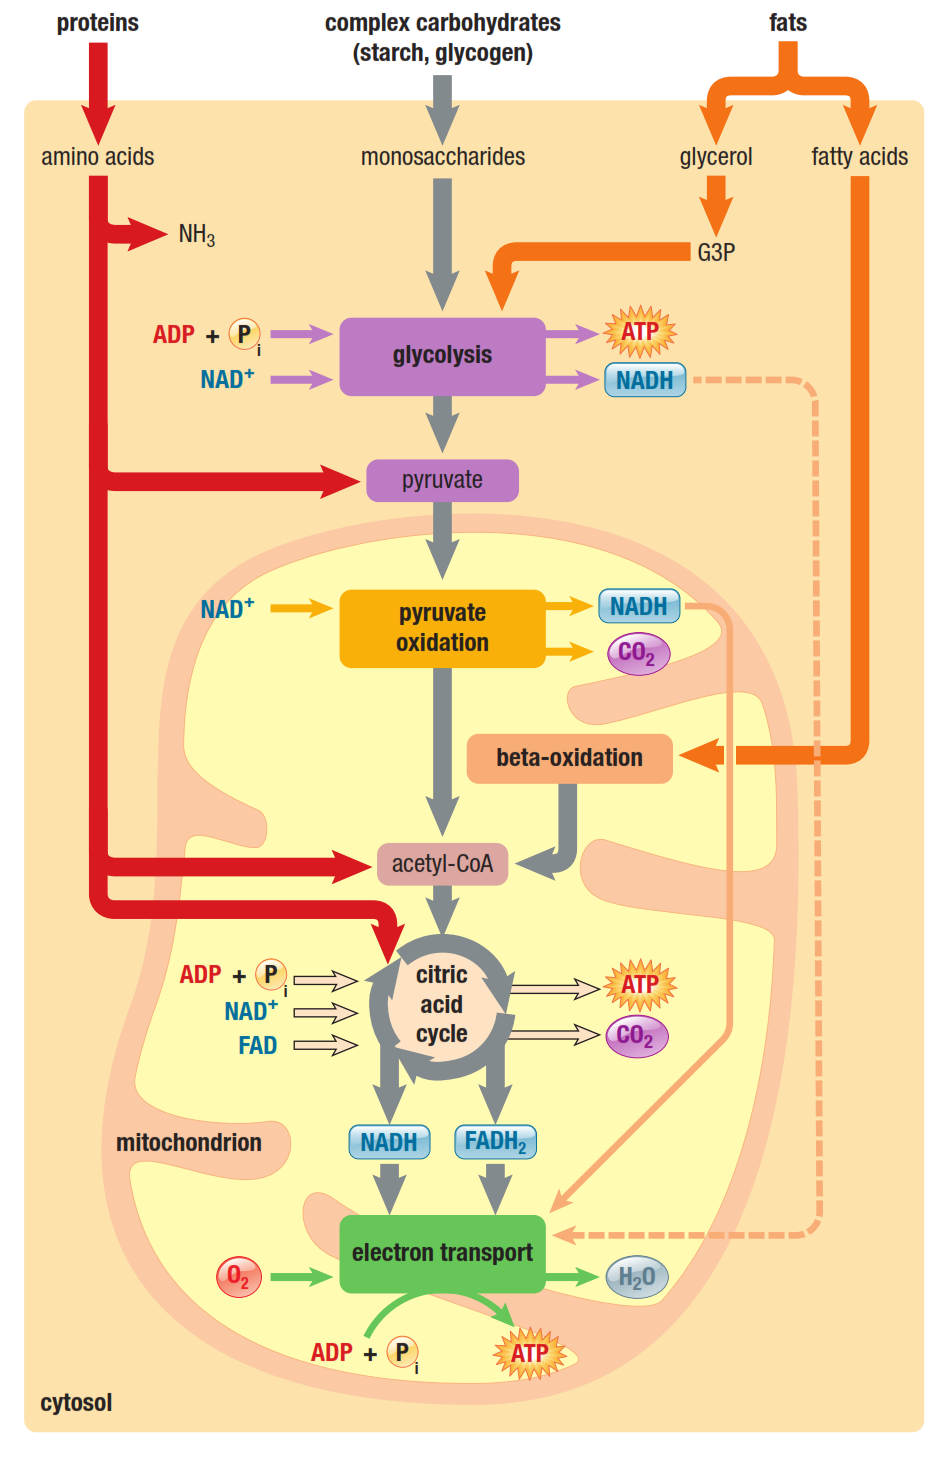 proteins
complex carbohydrates
(starch, glycogen)
fats
amino acids
monosaccharides
glycerol
fatty acids
NH₃
G3P
ADP + Pᵢ
NAD⁺
glycolysis
ATP
NADH
pyruvate
NAD⁺
pyruvate
oxidation
NADH
CO₂
beta-oxidation
acetyl-CoA
ADP + Pᵢ
NAD⁺
FAD
citric
acid
cycle
ATP
CO₂
mitochondrion
NADH
FADH₂
electron transport
O₂
H₂O
ADP + Pᵢ
ATP
cytosol